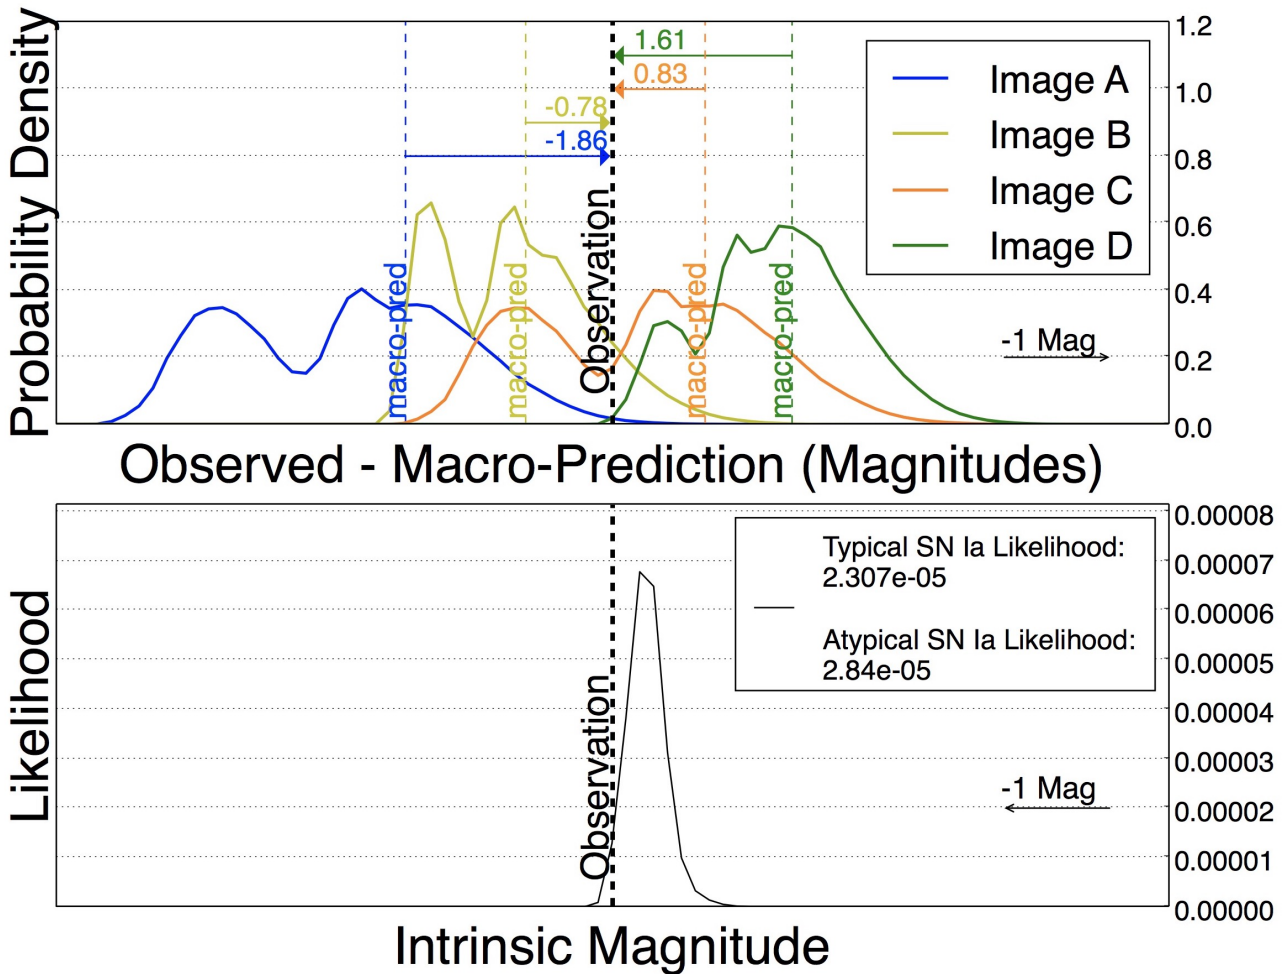 Probability Density
1.61
0.83
-0.78
-1.86
Image A
Image B
Image C
Image D
macro-pred
macro-pred
Observation
macro-pred
macro-pred
-1 Mag
1.2
1.0
0.8
0.6
0.4
0.2
0.0
Observed - Macro-Prediction (Magnitudes)
Likelihood
Observation
Typical SN Ia Likelihood:
2.307e-05
Atypical SN Ia Likelihood:
2.84e-05
-1 Mag
0.00008
0.00007
0.00006
0.00005
0.00004
0.00003
0.00002
0.00001
0.00000
Intrinsic Magnitude